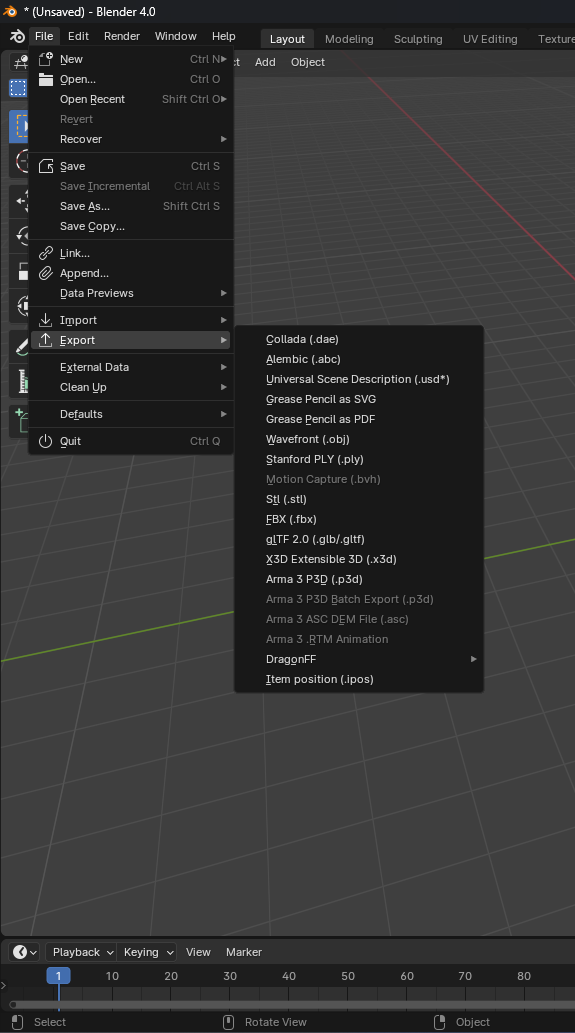 * (Unsaved) - Blender 4.0
File Edit Render Window Help Layout Modeling Sculpting UV Editing Texture
Add Object
New Ctrl N
Open... Ctrl O
Open Recent Shift Ctrl O
Revert
Recover
Save Ctrl S
Save Incremental Ctrl Alt S
Save As... Shift Ctrl S
Save Copy...
Link...
Append...
Data Previews
Import
Export
External Data
Clean Up
Defaults
Quit Ctrl Q
Collada (.dae)
Alembic (.abc)
Universal Scene Description (.usd*)
Grease Pencil as SVG
Grease Pencil as PDF
Wavefront (.obj)
Stanford PLY (.ply)
Motion Capture (.bvh)
Stl (.stl)
FBX (.fbx)
glTF 2.0 (.glb/.gltf)
X3D Extensible 3D (.x3d)
Arma 3 P3D (.p3d)
Arma 3 P3D Batch Export (.p3d)
Arma 3 ASC DEM File (.asc)
Arma 3 .RTM Animation
DragonFF
Item position (.ipos)
Playback Keying View Marker
1 10 20 30 40 50 60 70 80
Select Rotate View Object